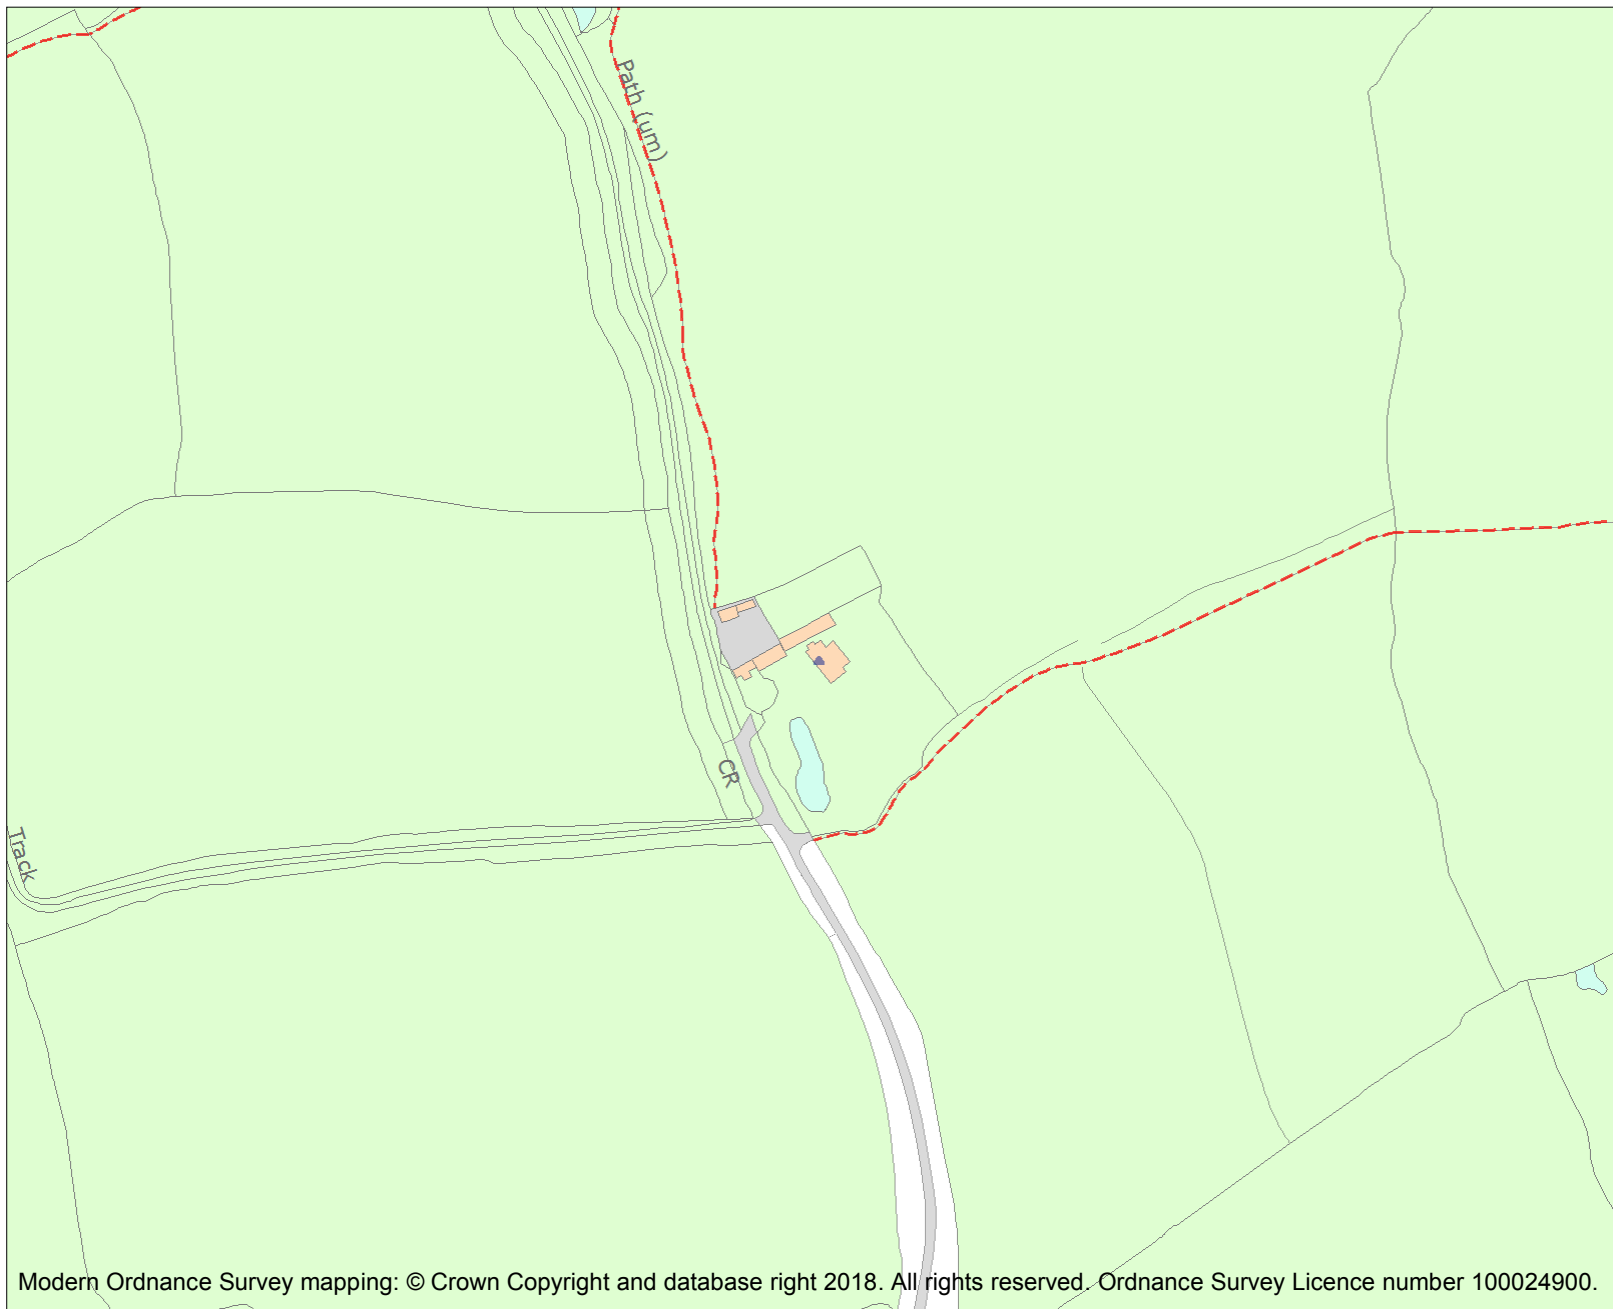 Path (um)
CR
Track
Modern Ordnance Survey mapping: © Crown Copyright and database right 2018. All rights reserved. Ordnance Survey Licence number 100024900.